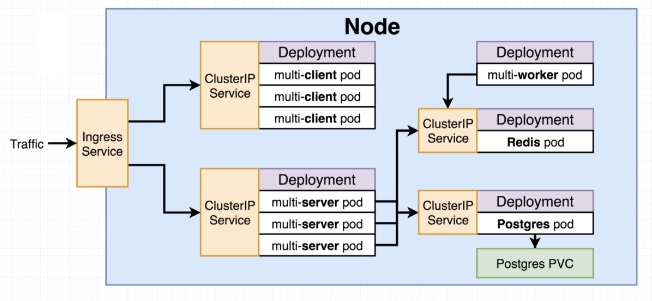 Node
Traffic
Ingress
Service
ClusterIP
Service
Deployment
multi-client pod
multi-client pod
multi-client pod
ClusterIP
Service
Deployment
multi-server pod
multi-server pod
multi-server pod
Deployment
multi-worker pod
ClusterIP
Service
Deployment
Redis pod
ClusterIP
Service
Deployment
Postgres pod
Postgres PVC